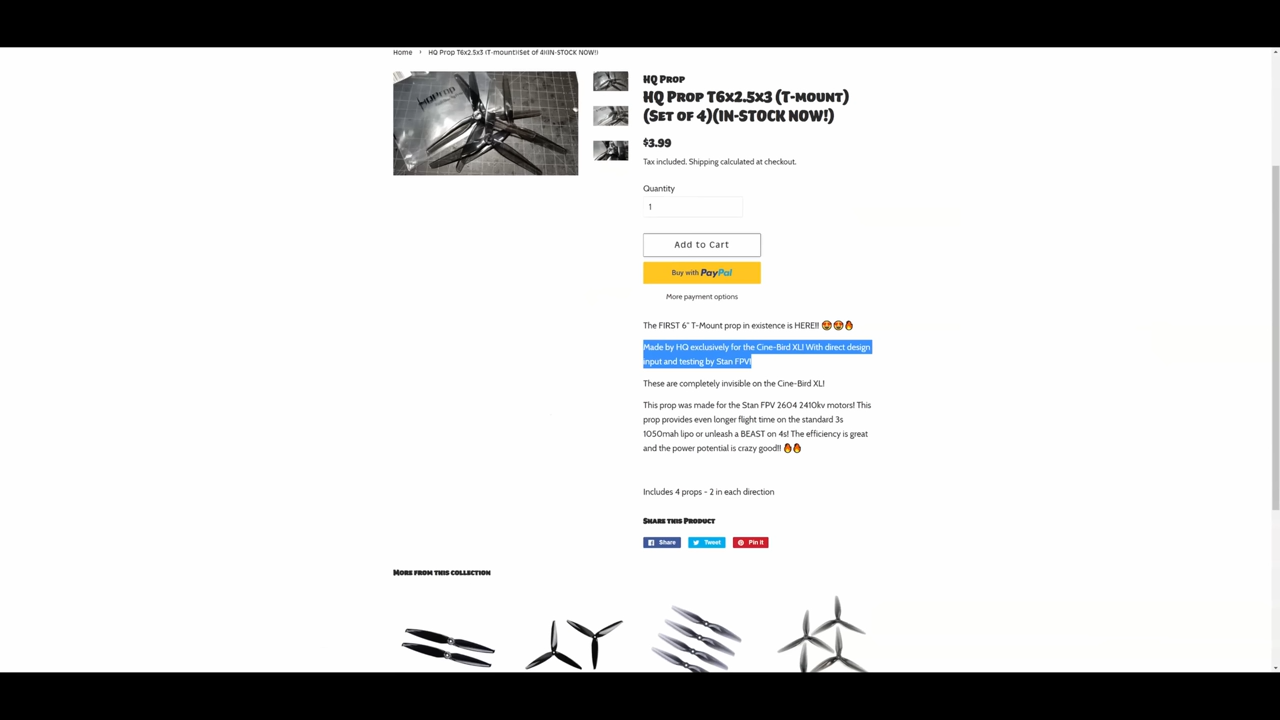 Home › HQ Prop T6x2.5x3 (T-mount)(Set of 4)(IN-STOCK NOW!)
HQProp
HQ Prop
HQ Prop T6x2.5x3 (T-mount)
(Set of 4)(IN-STOCK NOW!)
$3.99
Tax included. Shipping calculated at checkout.
Quantity
1
Add to Cart
Buy with PayPal
More payment options
The FIRST 6" T-Mount prop in existence is HERE!! 😍😍🔥
Made by HQ exclusively for the Cine-Bird XL! With direct design
input and testing by Stan FPV!
These are completely invisible on the Cine-Bird XL!
This prop was made for the Stan FPV 2604 2410kv motors! This
prop provides even longer flight time on the standard 3s
1050mah lipo or unleash a BEAST on 4s! The efficiency is great
and the power potential is crazy good!! 🔥🔥
Includes 4 props - 2 in each direction
Share this Product
Share Tweet Pin it
More from this collection